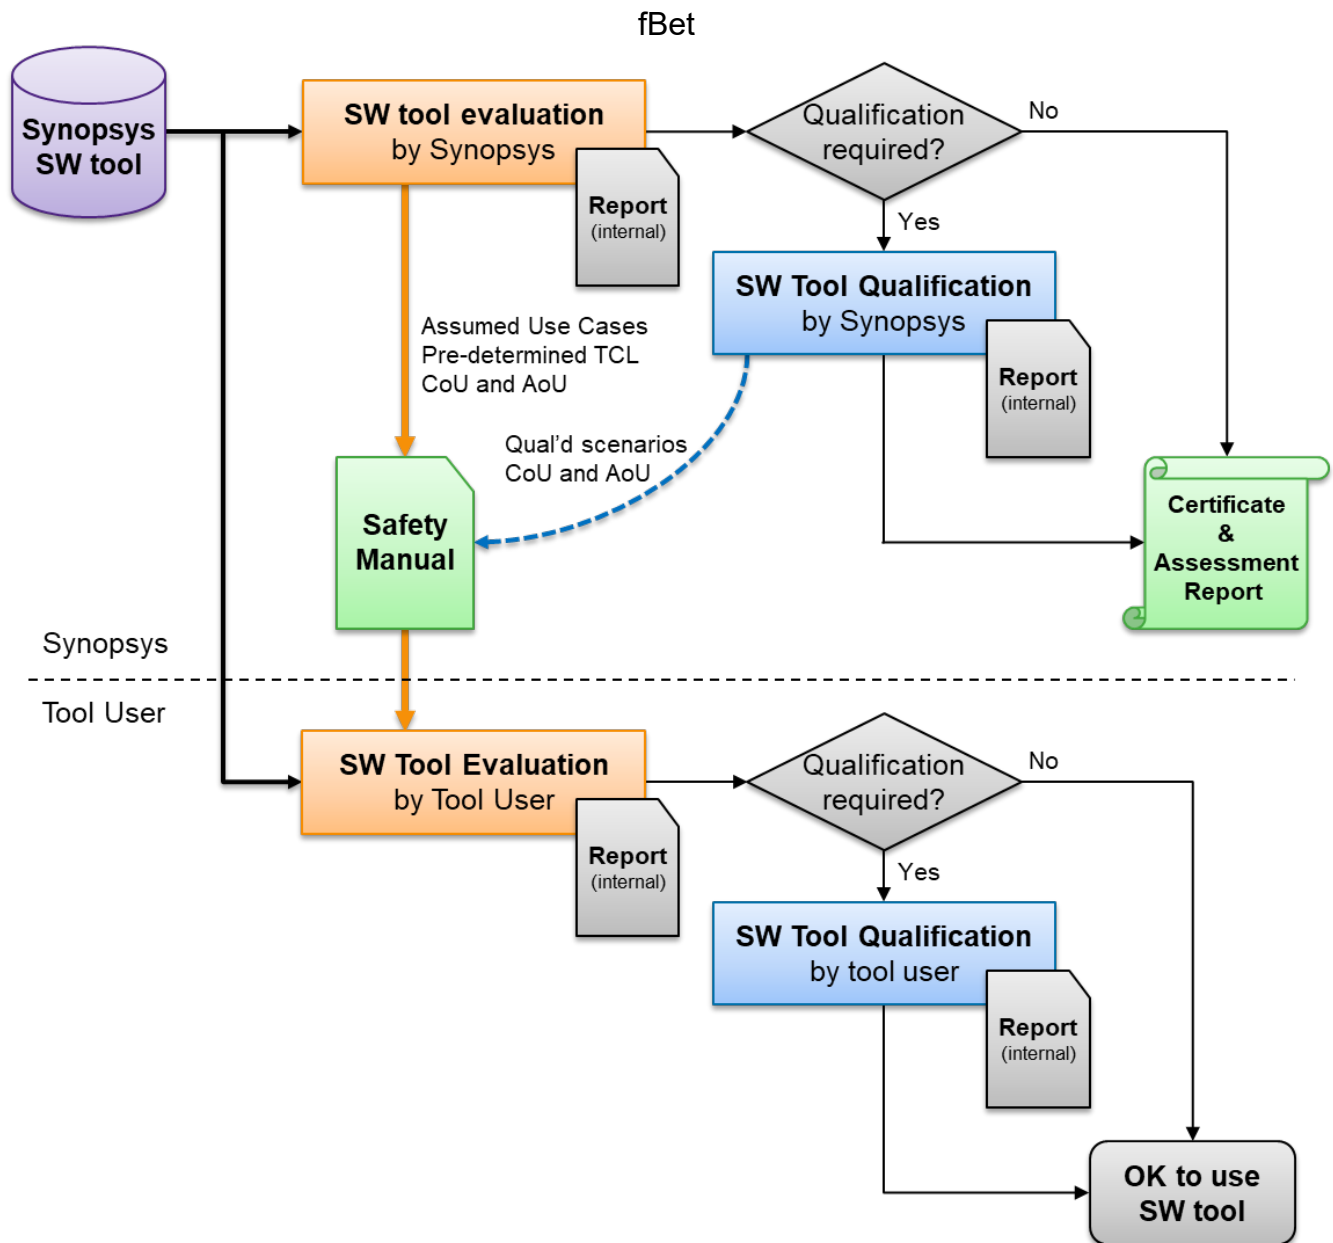 fBet
Synopsys
SW tool
SW tool evaluation
by Synopsys
Report
(internal)
Qualification
required?
No
Yes
SW Tool Qualification
by Synopsys
Report
(internal)
Assumed Use Cases
Pre-determined TCL
CoU and AoU
Qual’d scenarios
CoU and AoU
Safety
Manual
Certificate
&
Assessment
Report
Synopsys
Tool User
SW Tool Evaluation
by Tool User
Report
(internal)
Qualification
required?
No
Yes
SW Tool Qualification
by tool user
Report
(internal)
OK to use
SW tool